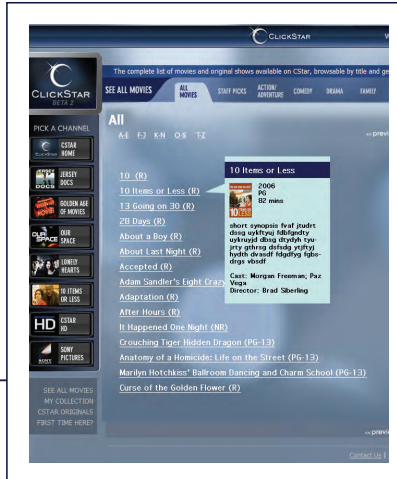 CLICKSTAR
W
The complete list of movies and original shows available on CStar, browsable by title and ge
CLICKSTAR
BETA 2
SEE ALL MOVIES
ALL MOVIES
STAFF PICKS
ACTION/ADVENTURE
COMEDY
DRAMA
FAMILY
PICK A CHANNEL
CSTAR HOME
JERSEY DOCS
GOLDEN AGE OF MOVIES
OUR SPACE
LONELY HEARTS
10 ITEMS OR LESS
CSTAR HD
SONY PICTURES
SEE ALL MOVIES
MY COLLECTION
CSTAR ORIGINALS
FIRST TIME HERE?
All
A-E F-J K-N O-S T-Z
<< previ
10 (R)
10 Items or Less (R)
13 Going on 30 (R)
28 Days (R)
About a Boy (R)
About Last Night (R)
Accepted (R)
Adam Sandler's Eight Crazy
Adaptation (R)
After Hours (R)
It Happened One Night (NR)
Crouching Tiger Hidden Dragon (PG-13)
Anatomy of a Homicide: Life on the Street (PG-13)
Marilyn Hotchkiss' Ballroom Dancing and Charm School (PG-13)
Curse of the Golden Flower (R)
10 Items or Less
2006
PG
82 mins
short synopsis fvaf jtudrt
dssg uykftyuj fdbfgndty
uykruyjd dbsg dtydyh tyu-
jrty gthrsg dsfsdg ytjftyj
hydth dvasdf fdgdfyg fgbs-
drgs vbsdf
Cast: Morgan Freeman; Paz
Vega
Director: Brad Siberling
<< previ
Contact Us |